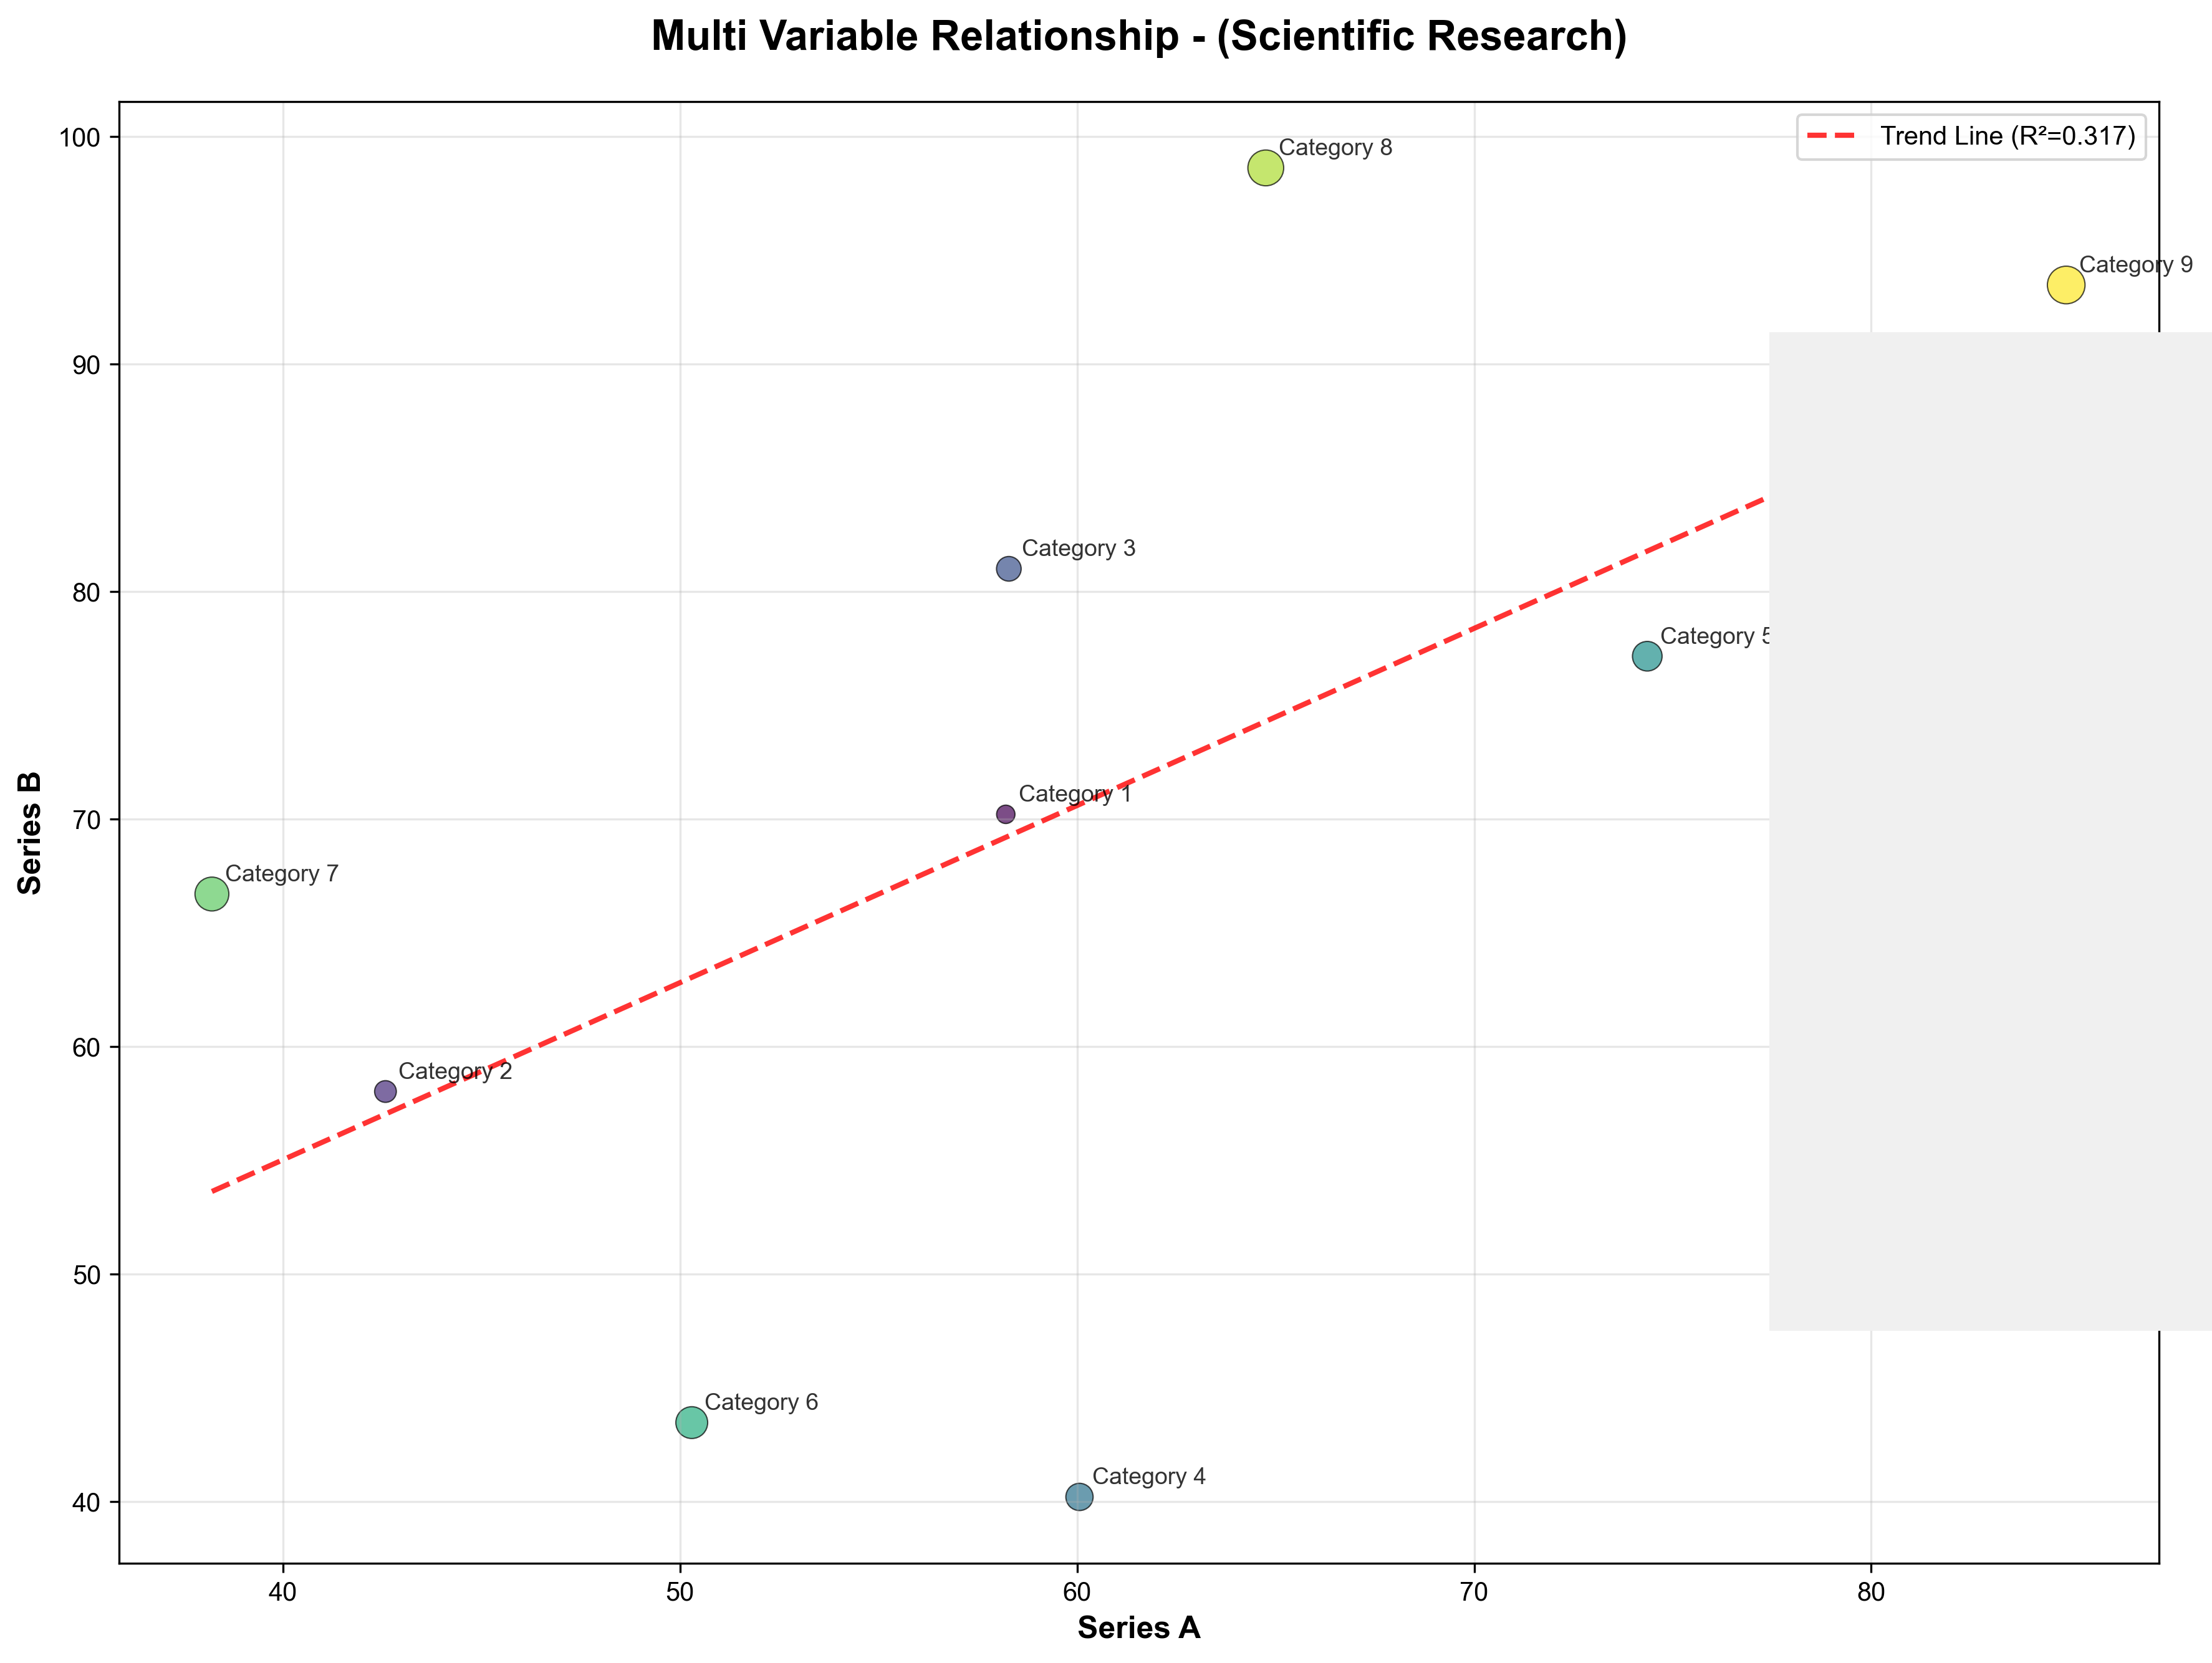 Multi Variable Relationship - (Scientific Research)
Trend Line (R²=0.317)
Category 8
Category 9
Category 3
Category 5
Category 1
Category 7
Category 2
Category 6
Category 4
100
90
80
70
60
50
40
Series B
40
50
60
70
80
Series A